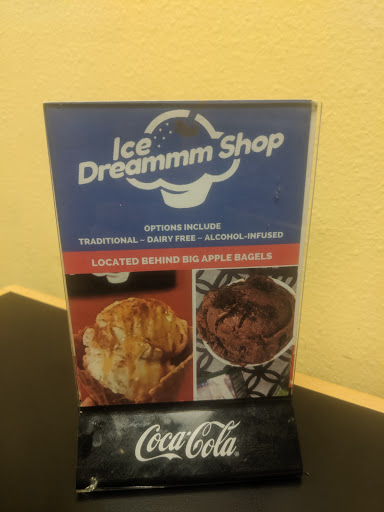 Ice
Dreammm Shop
OPTIONS INCLUDE
TRADITIONAL – DAIRY FREE – ALCOHOL-INFUSED
LOCATED BEHIND BIG APPLE BAGELS
Coca-Cola